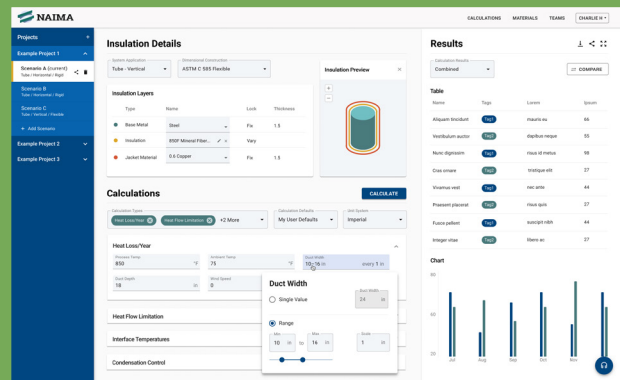 NAIMA
CALCULATIONS MATERIALS TEAMS CHARLIE H
Projects +
Example Project 1
Scenario A (current)
Tube / Horizontal / Rigid
Scenario B
Tube / Horizontal / Rigid
Scenario C
Tube / Vertical / Flexible
+ Add Scenario
Example Project 2
Example Project 3
Insulation Details
System Application
Tube - Vertical
Dimensional Construction
ASTM C 585 Flexible
Insulation Preview ×
+
−
Insulation Layers
Type Name Lock Thickness
Base Metal Steel Fix 1.5
Insulation 850F Mineral Fiber... × Vary
Jacket Material 0.6 Copper Fix 1.5
Calculations
CALCULATE
Calculation Types
Heat Loss/Year Heat Flow Limitation +2 More
Calculation Defaults
My User Defaults
Unit System
Imperial
Heat Loss/Year
Process Temp
850 °F
Ambient Temp
75 °F
Duct Width
10-16 in every 1 in
Duct Depth
18 in
Wind Speed
0
Heat Flow Limitation
Interface Temperatures
Condensation Control
Duct Width
Single Value
Duct Width
24 in
Range
Min
10 in
to
Max
16 in
Scale
1 in
Results
Calculation Results
Combined
COMPARE
Table
Name Tags Lorem Ipsum
Aliquam tincidunt Tag1 mauris eu 66
Vestibulum auctor Tag2 dapibus neque 55
Nunc dignissim Tag1 risus id metus 98
Cras ornare Tag2 tristique elit 27
Vivamus vest Tag1 nec ante 44
Praesent placerat Tag2 risus quis 27
Fusce pellent Tag1 suscipit nibh 44
Integer vitae Tag2 libero ac 27
Chart
80
60
20
Jul Aug Sep Oct Nov